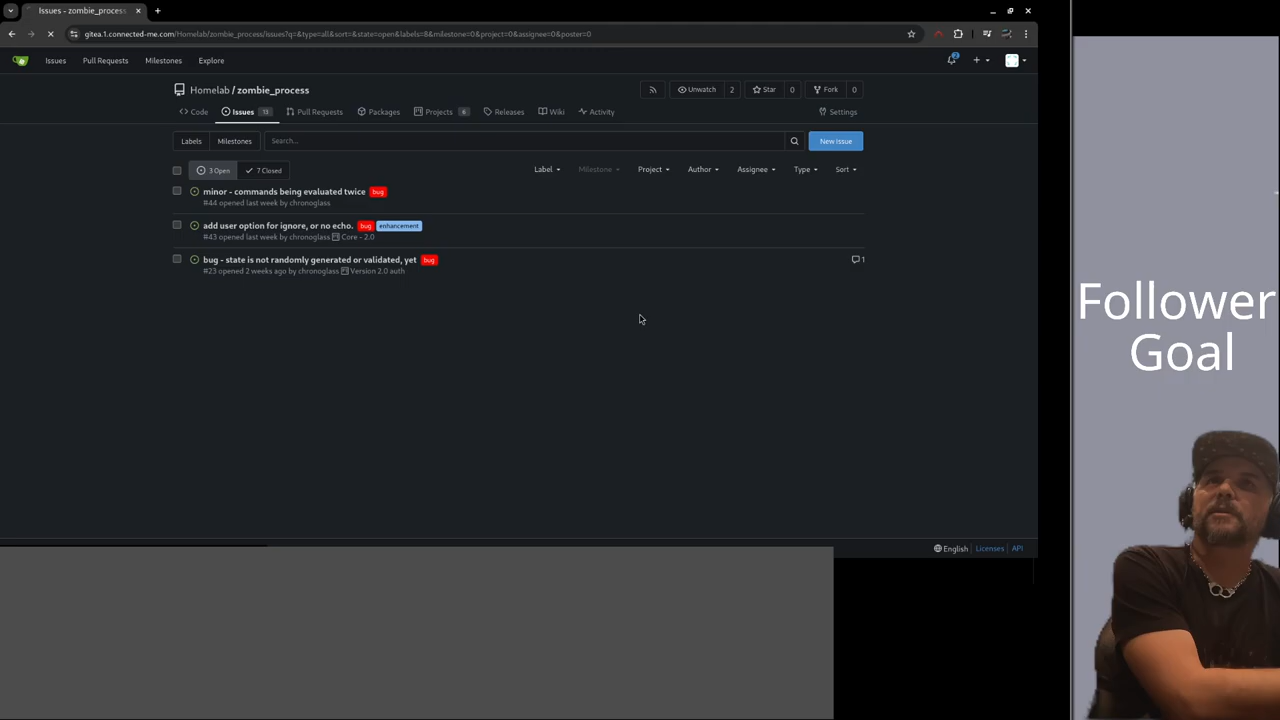 Issues - zombie_process
gitea.1.connected-me.com/Homelab/zombie_process/issues?q=&type=all&sort=&state=open&labels=8&milestone=0&project=0&assignee=0&poster=0
Issues Pull Requests Milestones Explore 2
Homelab / zombie_process Unwatch 2 Star 0 Fork 0
Code Issues 13 Pull Requests Packages Projects 6 Releases Wiki Activity Settings
Labels Milestones Search... New Issue
3 Open 7 Closed Label Milestone Project Author Assignee Type Sort
minor - commands being evaluated twice bug
#44 opened last week by chronoglass
add user option for ignore, or no echo. bug enhancement
#43 opened last week by chronoglass Core - 2.0
bug - state is not randomly generated or validated, yet bug 1
#23 opened 2 weeks ago by chronoglass Version 2.0 auth
English Licenses API
Follower
Goal